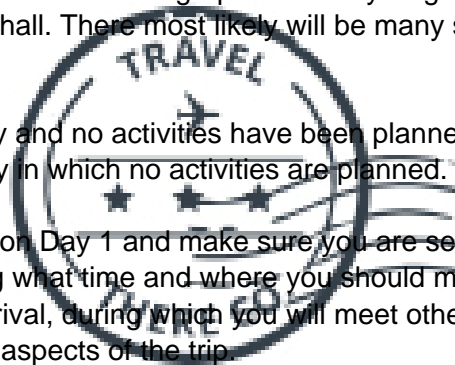 hall. There most likely will be many s
TRAVEL
y and no activities have been planne
y in which no activities are planned.
on Day 1 and make sure you are se
g what time and where you should m
rival, during which you will meet othe
THERE
aspects of the trip.